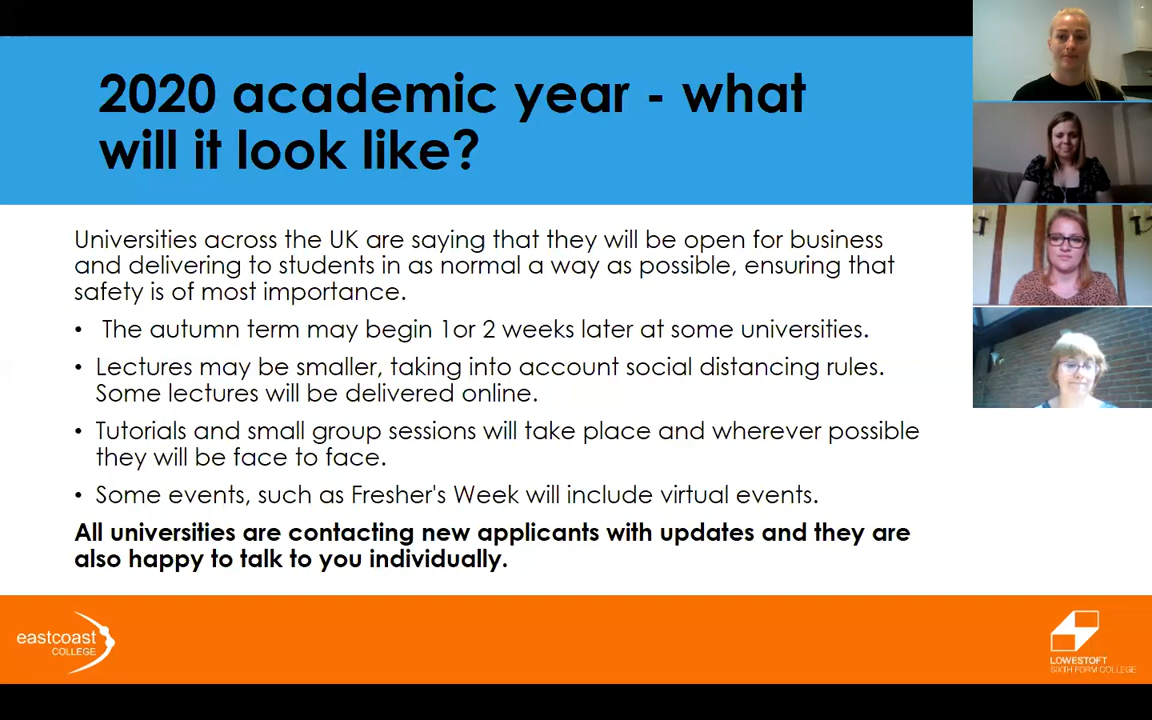 2020 academic year - what
will it look like?
Universities across the UK are saying that they will be open for business
and delivering to students in as normal a way as possible, ensuring that
safety is of most importance.
• The autumn term may begin 1or 2 weeks later at some universities.
• Lectures may be smaller, taking into account social distancing rules.
Some lectures will be delivered online.
• Tutorials and small group sessions will take place and wherever possible
they will be face to face.
• Some events, such as Fresher's Week will include virtual events.
All universities are contacting new applicants with updates and they are
also happy to talk to you individually.
eastcoast
COLLEGE
LOWESTOFT
SIXTH FORM COLLEGE